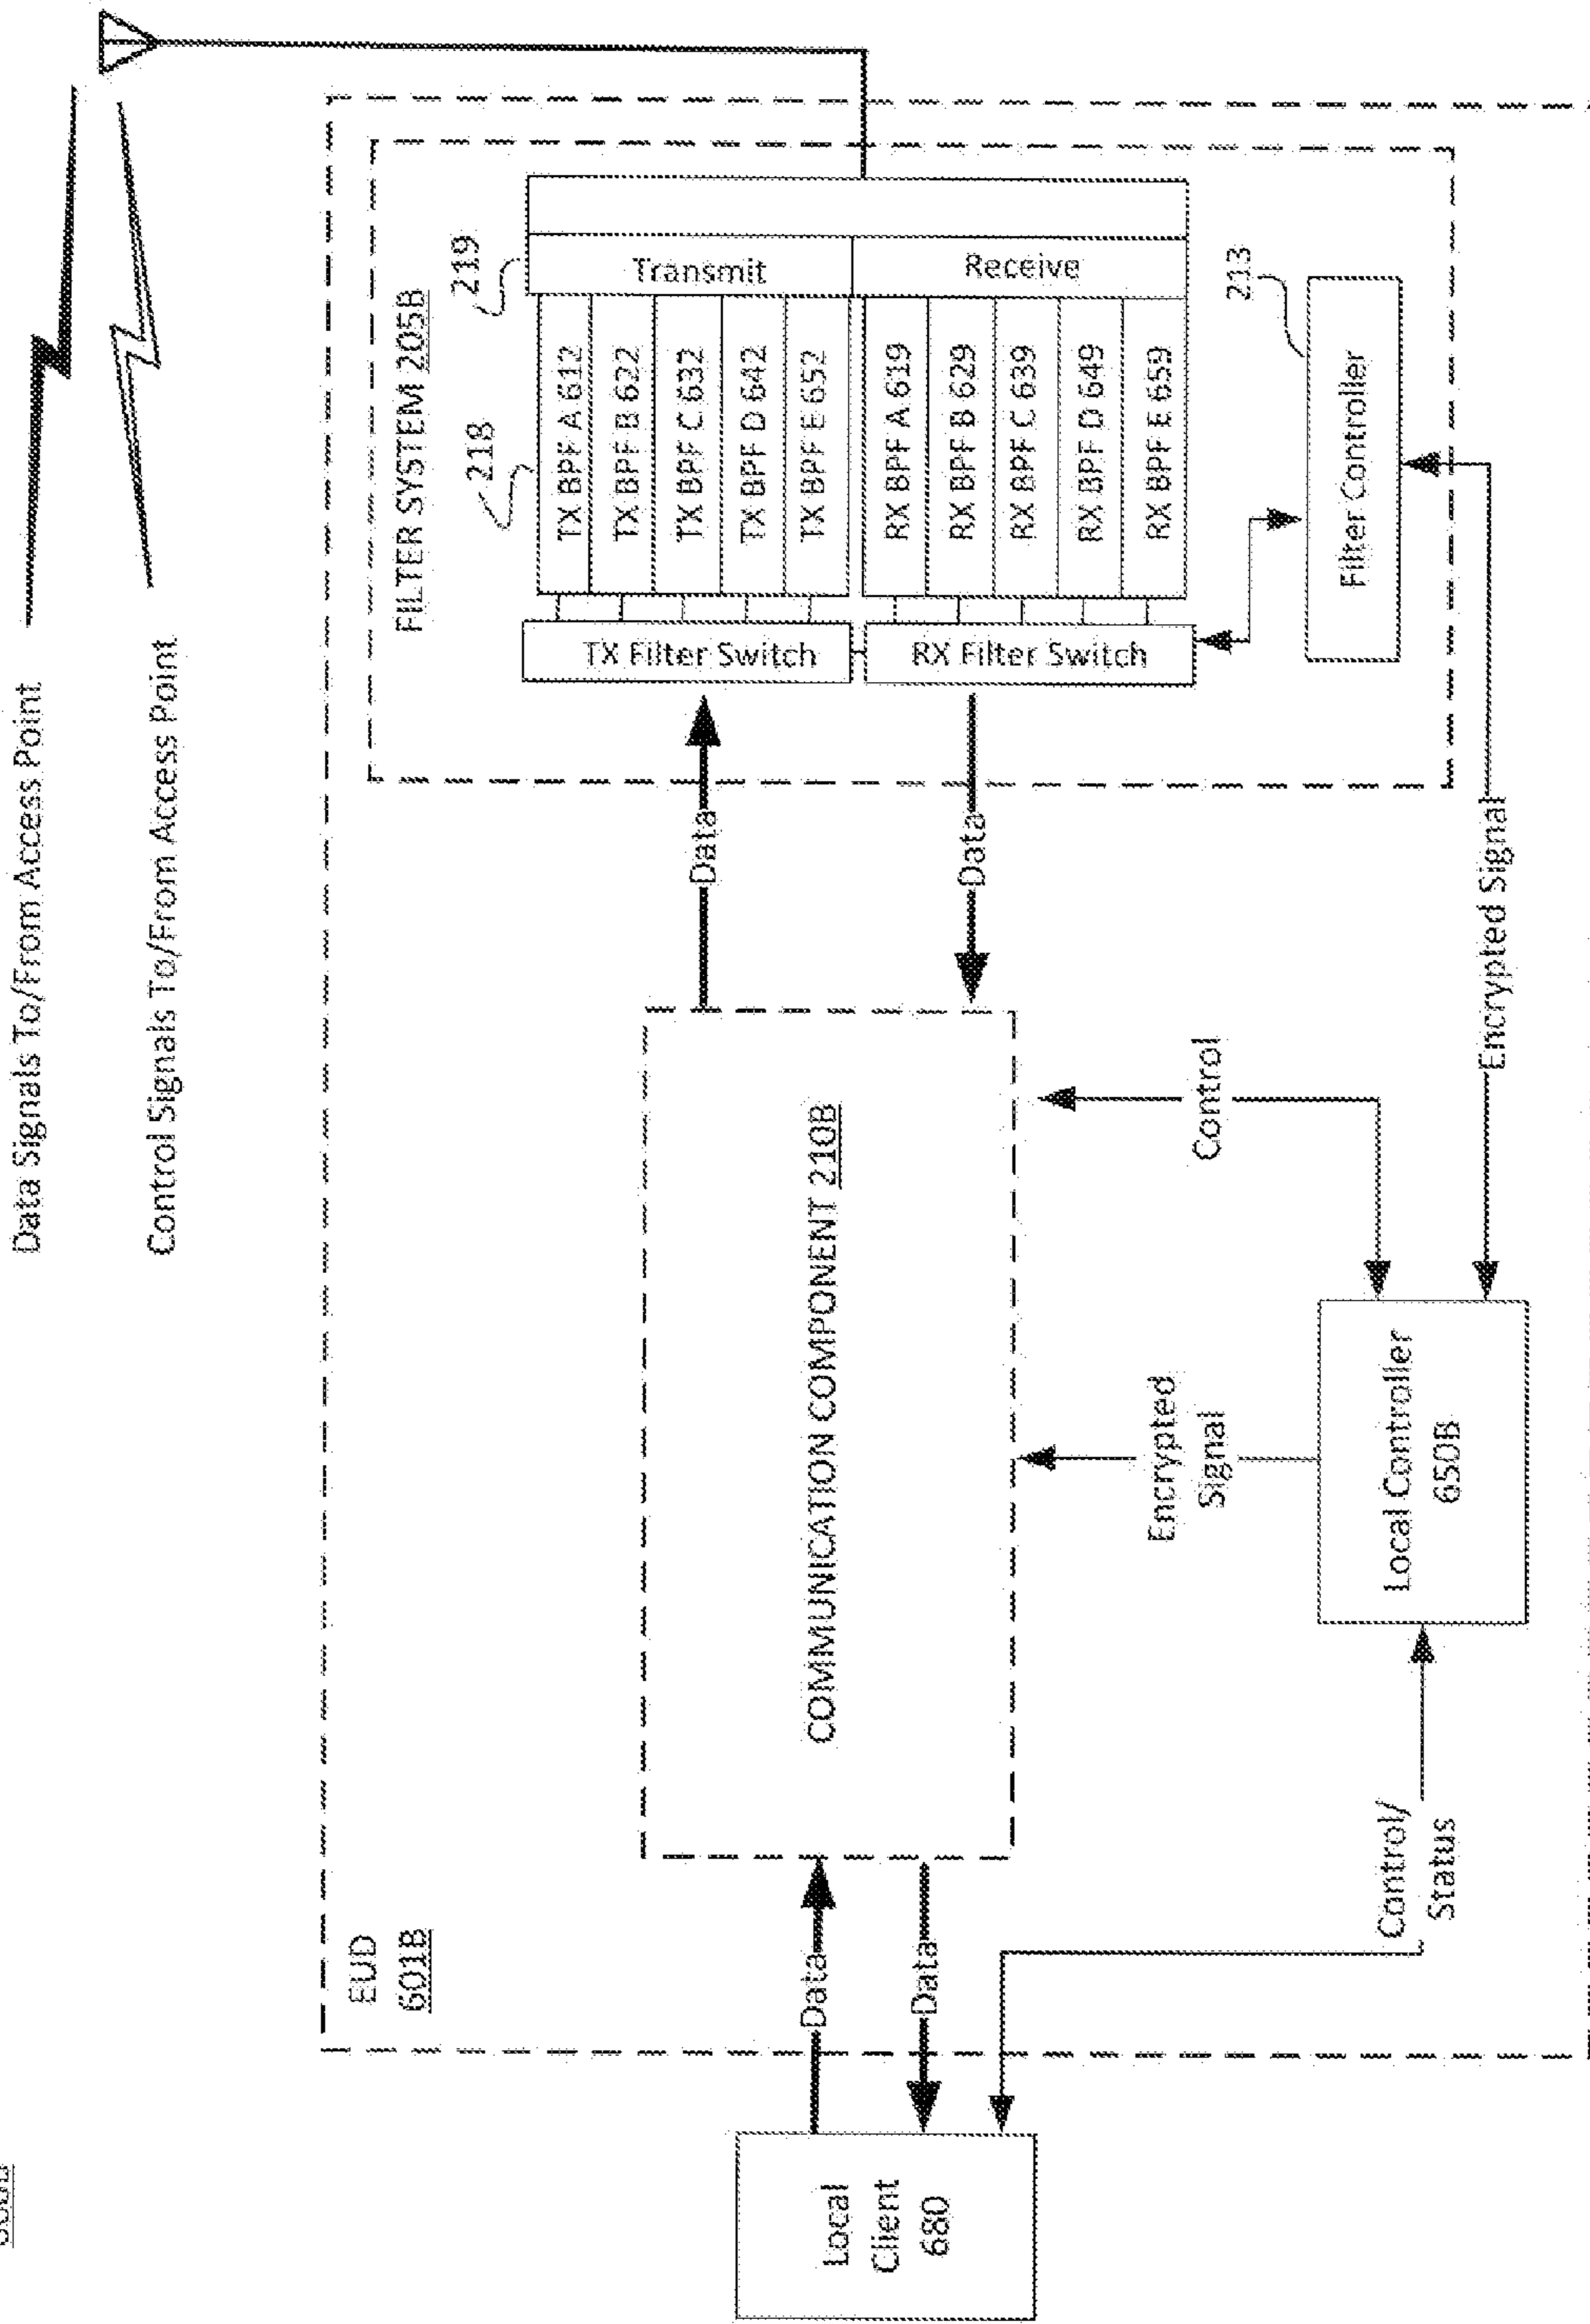 Data Signals To/From Access Point
Control Signals To/From Access Point
EUD
601B
FILTER SYSTEM 205B
218
219
TX BPF A 612
TX BPF B 622
TX BPF C 632
TX BPF D 642
TX BPF E 652
Transmit
TX Filter Switch
RX BPF A 619
RX BPF B 629
RX BPF C 639
RX BPF D 649
RX BPF E 659
Receive
RX Filter Switch
213
Filter Controller
Data
Data
COMMUNICATION COMPONENT 210B
Data
Data
Local
Client
680
Control
Encrypted
Signal
Encrypted Signal
Local Controller
650B
Control/
Status